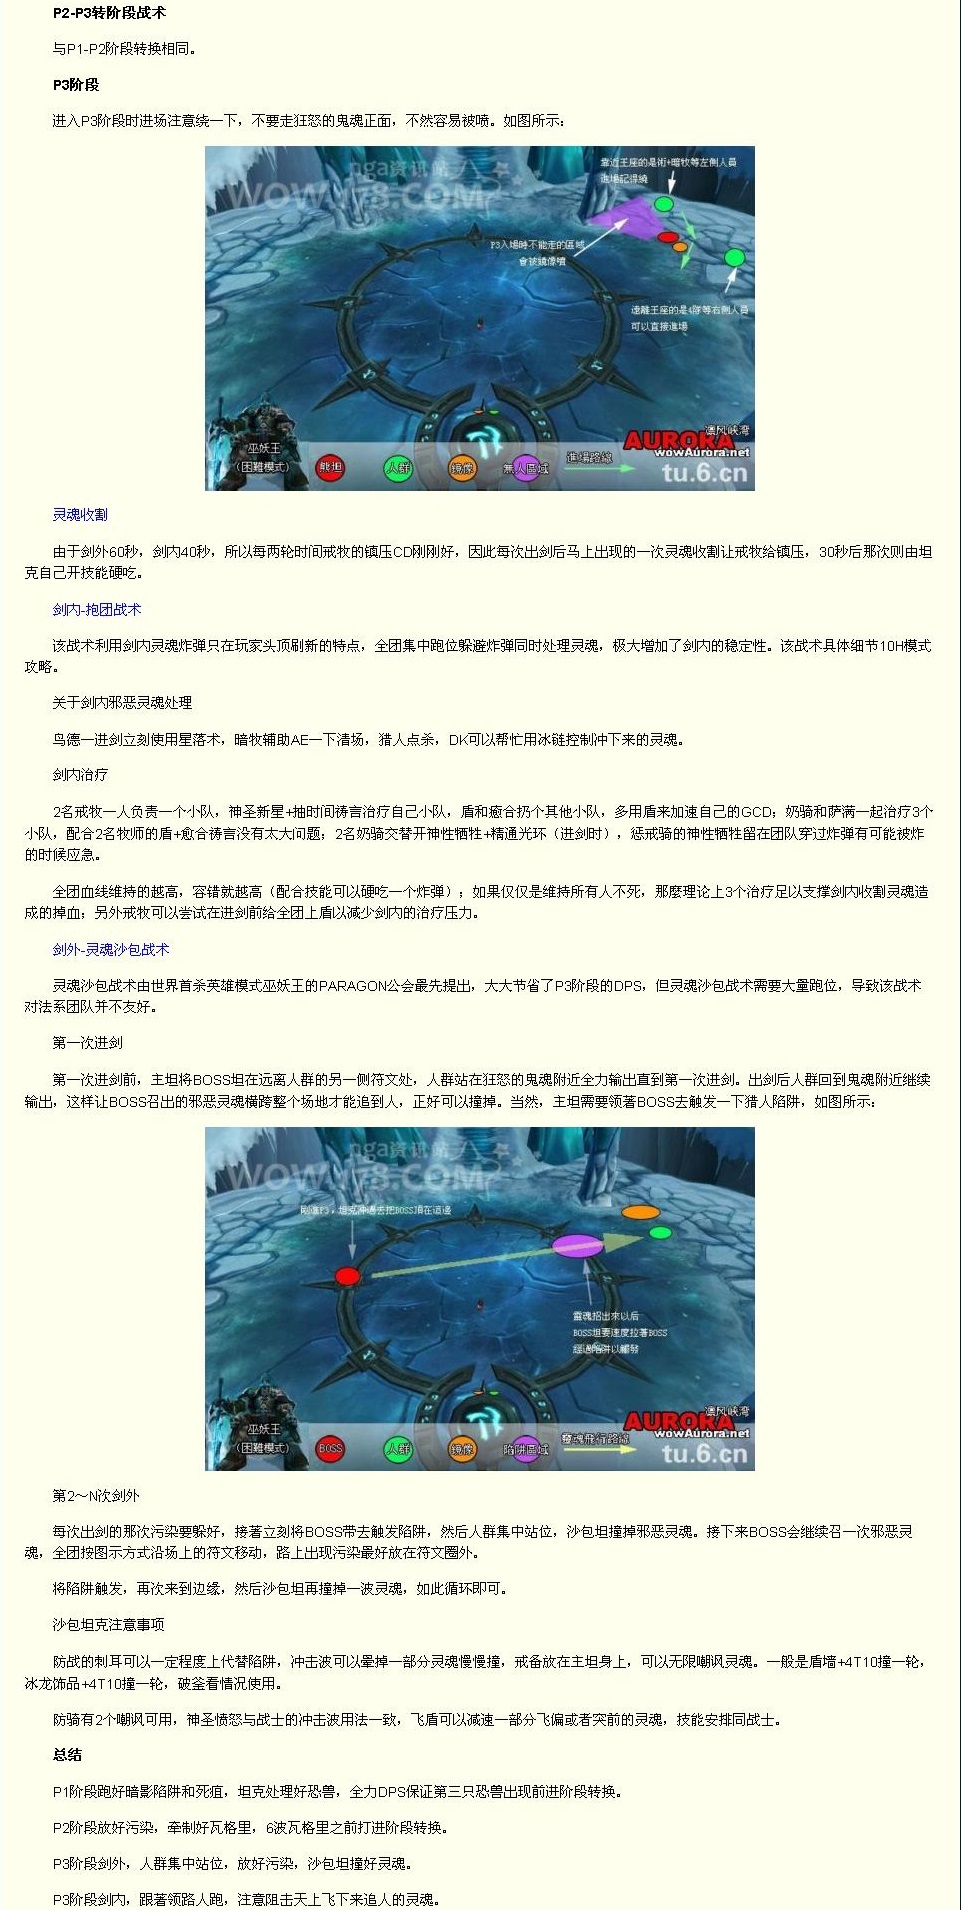 P2-P3转阶段战术
与P1-P2阶段转换相同。
P3阶段
进入P3阶段时进场注意绕一下，不要走狂怒的鬼魂正面，不然容易被喷。如图所示：
nga资讯站
WOW.178.COM
靠近王座的是術+暗牧等左側人員
進場記得繞
P3入場時不能走的區域
會被鏡像噴
遠離王座的是4隊等右側人員
可以直接進場
巫妖王
(困難模式)
熊坦
人群
鏡像
無人區域
進場路線
凛风峡湾
AURORA
wowAurora.net
tu.6.cn
灵魂收割
由于剑外60秒，剑内40秒，所以每两轮时间戒牧的镇压CD刚刚好，因此每次出剑后马上出现的一次灵魂收割让戒牧给镇压，30秒后那次则由坦
克自己开技能硬吃。
剑内-抱团战术
该战术利用剑内灵魂炸弹只在玩家头顶刷新的特点，全团集中跑位躲避炸弹同时处理灵魂，极大增加了剑内的稳定性。该战术具体细节10H模式
攻略。
关于剑内邪恶灵魂处理
鸟德一进剑立刻使用星落术，暗牧辅助AE一下清场，猎人点杀，DK可以帮忙用冰链控制冲下来的灵魂。
剑内治疗
2名戒牧一人负责一个小队，神圣新星+抽时间祷言治疗自己小队，盾和癒合扔个其他小队，多用盾来加速自己的GCD；奶骑和萨满一起治疗3个
小队，配合2名牧师的盾+愈合祷言没有太大问题；2名奶骑交替开神性牺牲+精通光环（进剑时），惩戒骑的神性牺牲留在团队穿过炸弹有可能被炸
的时候应急。
全团血线维持的越高，容错就越高（配合技能可以硬吃一个炸弹）；如果仅仅是维持所有人不死，那麼理论上3个治疗足以支撑剑内收割灵魂造
成的掉血；另外戒牧可以尝试在进剑前给全团上盾以减少剑内的治疗压力。
剑外-灵魂沙包战术
灵魂沙包战术由世界首杀英雄模式巫妖王的PARAGON公会最先提出，大大节省了P3阶段的DPS，但灵魂沙包战术需要大量跑位，导致该战术
对法系团队并不友好。
第一次进剑
第一次进剑前，主坦将BOSS坦在远离人群的另一侧符文处，人群站在狂怒的鬼魂附近全力输出直到第一次进剑。出剑后人群回到鬼魂附近继续
输出，这样让BOSS召出的邪恶灵魂横跨整个场地才能追到人，正好可以撞掉。当然，主坦需要领著BOSS去触发一下猎人陷阱，如图所示：
nga资讯站
WOW.178.COM
剛進P3，坦克沖過去把BOSS頂在這邊
靈魂招出來以后
BOSS坦要速度拉著BOSS
經過陷阱以觸發
巫妖王
(困難模式)
BOSS
人群
鏡像
陷阱區域
靈魂飛行路線
凛风峡湾
AURORA
wowAurora.net
tu.6.cn
第2～N次剑外
每次出剑的那次污染要躲好，接著立刻将BOSS带去触发陷阱，然后人群集中站位，沙包坦撞掉邪恶灵魂。接下来BOSS会继续召一次邪恶灵
魂，全团按图示方式沿场上的符文移动，路上出现污染最好放在符文圈外。
将陷阱触发，再次来到边缘，然后沙包坦再撞掉一波灵魂，如此循环即可。
沙包坦克注意事项
防战的刺耳可以一定程度上代替陷阱，冲击波可以晕掉一部分灵魂慢慢撞，戒备放在主坦身上，可以无限嘲讽灵魂。一般是盾墙+4T10撞一轮，
冰龙饰品+4T10撞一轮，破釜看情况使用。
防骑有2个嘲讽可用，神圣愤怒与战士的冲击波用法一致，飞盾可以减速一部分飞偏或者突前的灵魂，技能安排同战士。
总结
P1阶段跑好暗影陷阱和死疽，坦克处理好恐兽，全力DPS保证第三只恐兽出现前进阶段转换。
P2阶段放好污染，牵制好瓦格里，6波瓦格里之前打进阶段转换。
P3阶段剑外，人群集中站位，放好污染，沙包坦撞好灵魂。
P3阶段剑内，跟著领路人跑，注意阻击天上飞下来追人的灵魂。